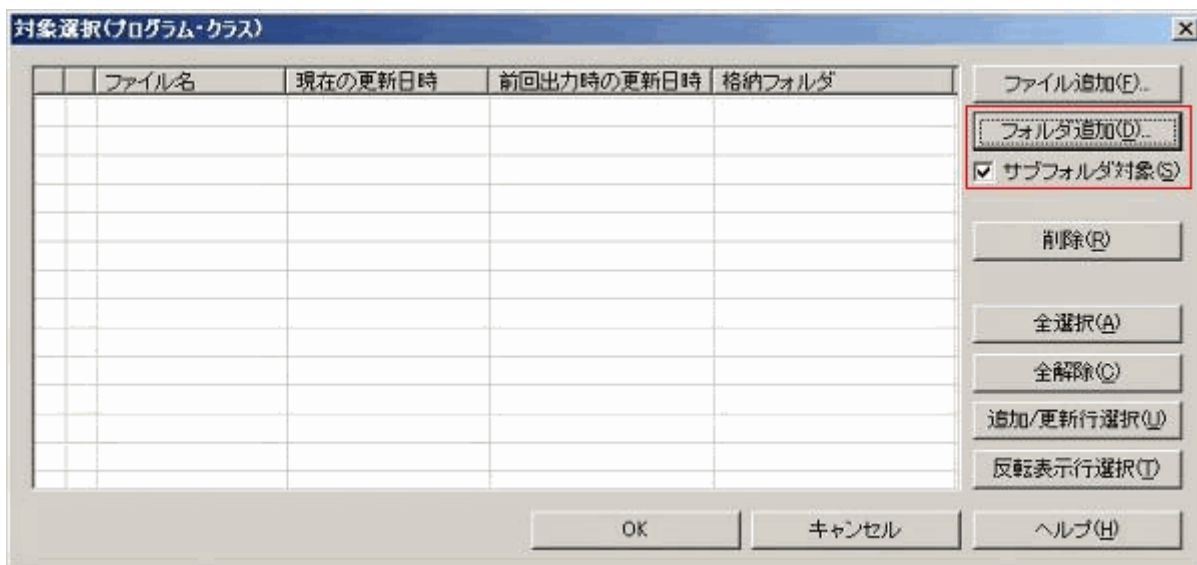 対象選択(プログラム・クラス)
ファイル名 現在の更新日時 前回出力時の更新日時 格納フォルダ
ファイル追加(F)...
フォルダ追加(D)...
サブフォルダ対象(S)
削除(R)
全選択(A)
全解除(C)
追加/更新行選択(U)
反転表示行選択(T)
OK キャンセル ヘルプ(H)